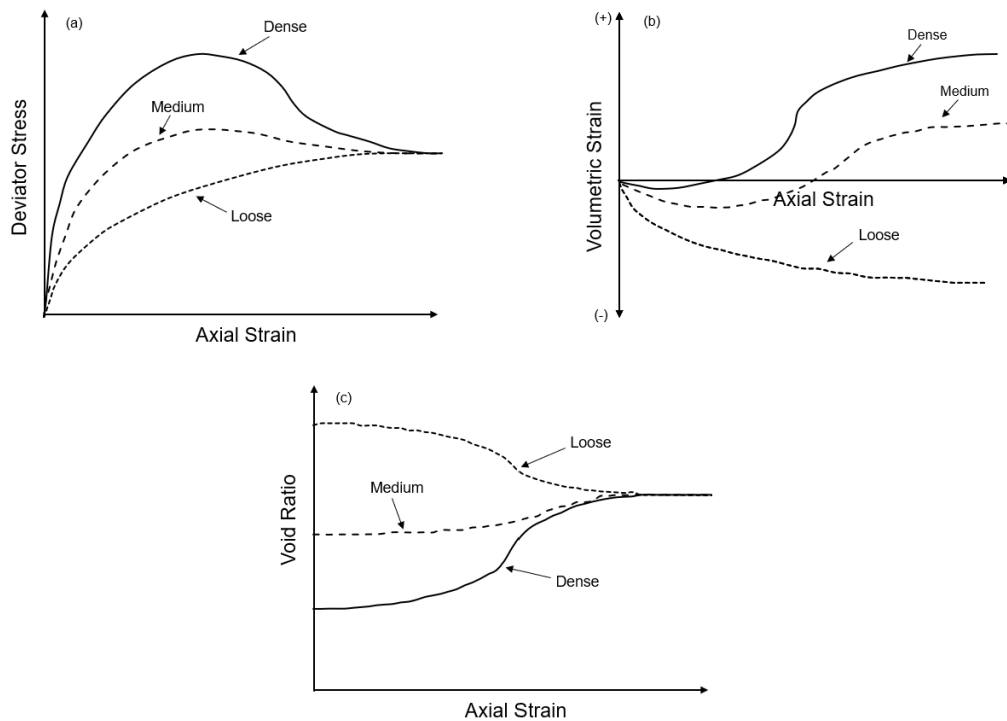 (a)
Dense
Medium
Loose
Deviator Stress
Axial Strain
(b)
(+)
Dense
Medium
Axial Strain
Loose
(-)
Volumetric Strain
(c)
Loose
Medium
Dense
Void Ratio
Axial Strain